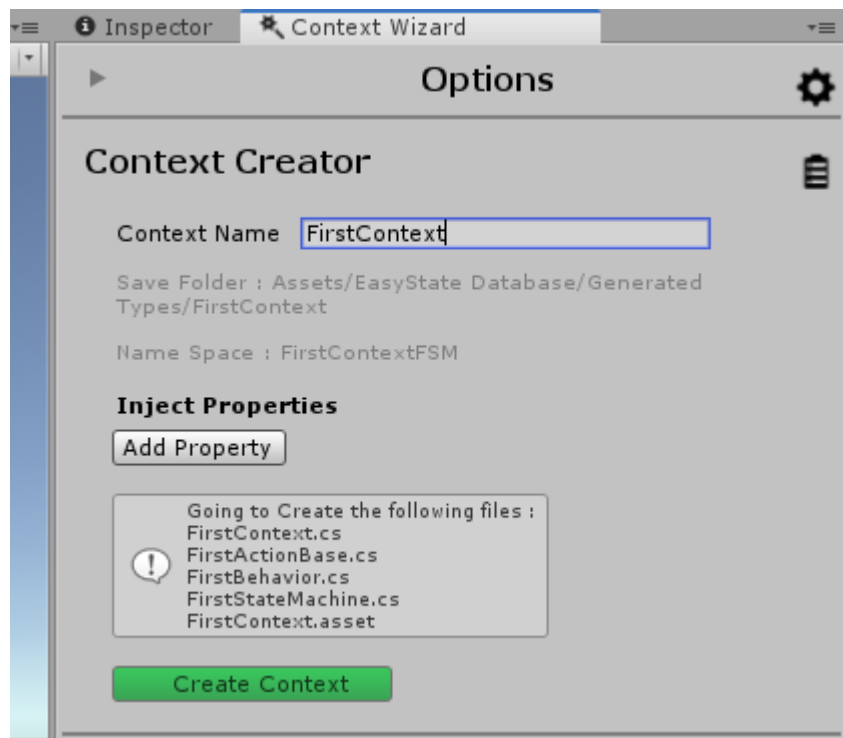 Inspector
Context Wizard
Options
Context Creator
Context Name FirstContext
Save Folder : Assets/EasyState Database/Generated
Types/FirstContext
Name Space : FirstContextFSM
Inject Properties
Add Property
Going to Create the following files :
FirstContext.cs
FirstActionBase.cs
FirstBehavior.cs
FirstStateMachine.cs
FirstContext.asset
Create Context